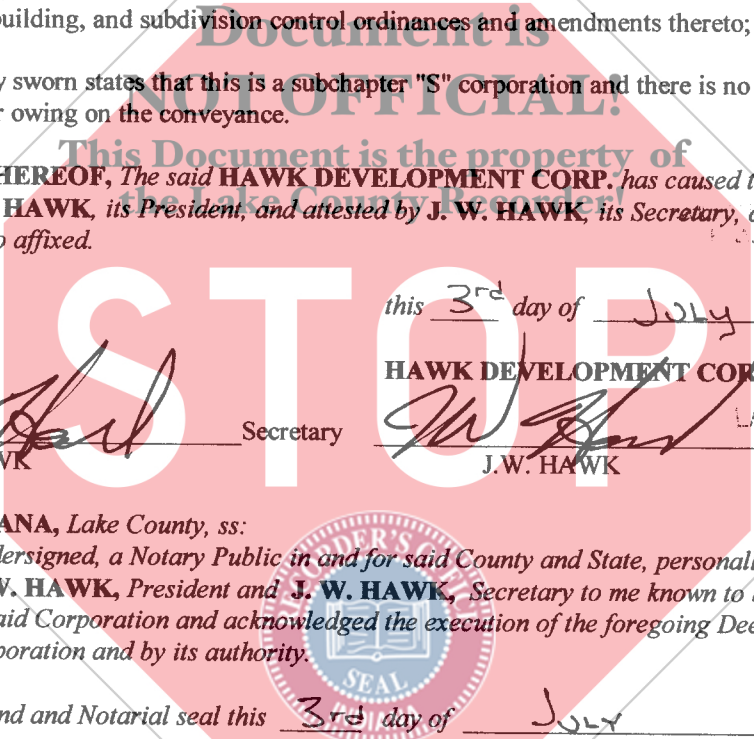 building, and subdivision control ordinances and amendments thereto;
Document is
y sworn states that this is a subchapter "S" corporation and there is no
NOT OFFICIAL!
r owing on the conveyance.
This Document is the property of
HEREOF, The said HAWK DEVELOPMENT CORP. has caused t
the Lake County Recorder!
HAWK, its President, and attested by J. W. HAWK, its Secretary,
o affixed.
STOP
this 3rd day of JULY
HAWK DEVELOPMENT COR
Secretary
WK
J.W. HAWK
ANA, Lake County, ss:
dersigned, a Notary Public in and for said County and State, personall
W. HAWK, President and J. W. HAWK, Secretary to me known to
aid Corporation and acknowledged the execution of the foregoing Dee
poration and by its authority.
RECORDER'S OFFICE
SEAL
INDIANA
nd and Notarial seal this 3rd day of JULY